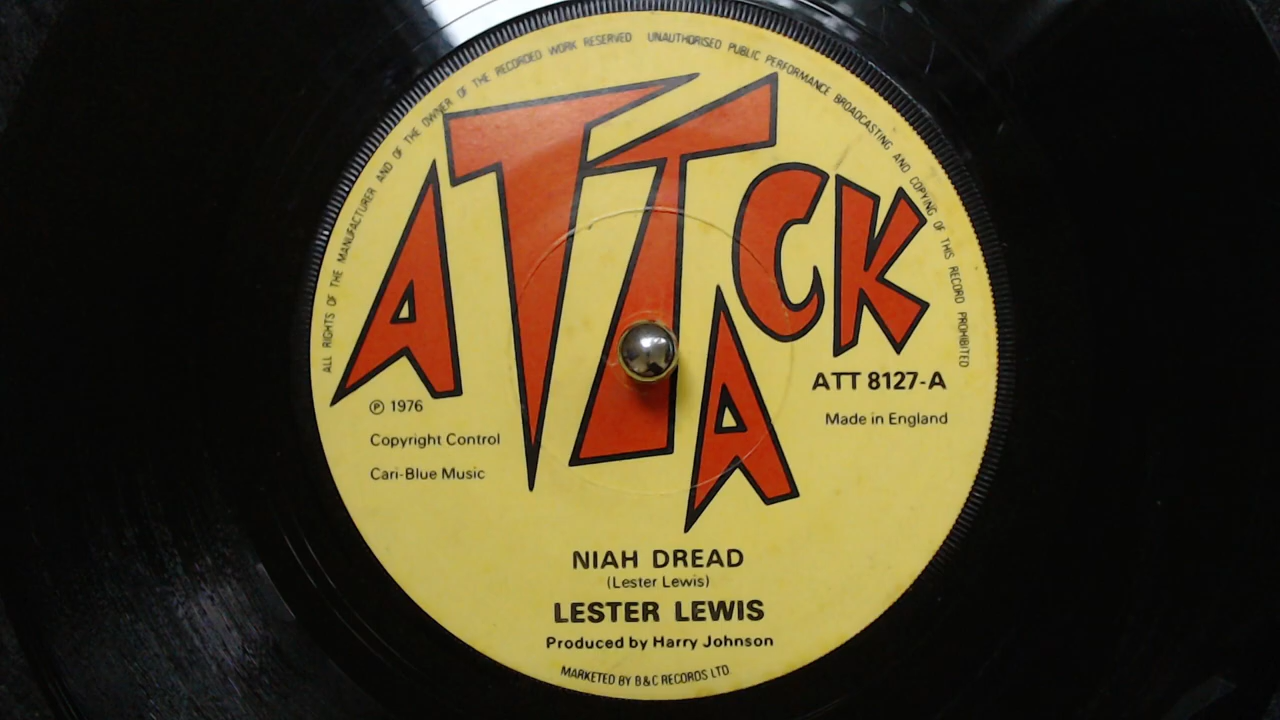 ALL RIGHTS OF THE MANUFACTURER AND OF THE OWNER OF THE RECORDED WORK RESERVED UNAUTHORISED PUBLIC PERFORMANCE BROADCASTING AND COPYING OF THIS RECORD PROHIBITED
ATTACK
ATT 8127-A
Made in England
℗ 1976
Copyright Control
Cari-Blue Music
NIAH DREAD
(Lester Lewis)
LESTER LEWIS
Produced by Harry Johnson
MARKETED BY B&C RECORDS LTD